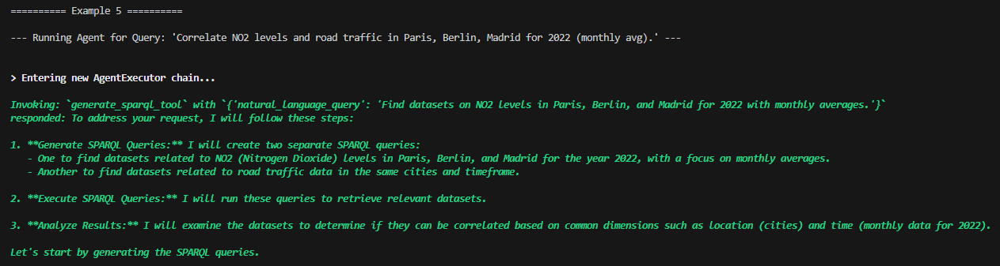 ========== Example 5 ==========
--- Running Agent for Query: 'Correlate NO2 levels and road traffic in Paris, Berlin, Madrid for 2022 (monthly avg).' ---
> Entering new AgentExecutor chain...
Invoking: `generate_sparql_tool` with `{'natural_language_query': 'Find datasets on NO2 levels in Paris, Berlin, and Madrid for 2022 with monthly averages.'}`
responded: To address your request, I will follow these steps:
1. **Generate SPARQL Queries:** I will create two separate SPARQL queries:
   - One to find datasets related to NO2 (Nitrogen Dioxide) levels in Paris, Berlin, and Madrid for the year 2022, with a focus on monthly averages.
   - Another to find datasets related to road traffic data in the same cities and timeframe.
2. **Execute SPARQL Queries:** I will run these queries to retrieve relevant datasets.
3. **Analyze Results:** I will examine the datasets to determine if they can be correlated based on common dimensions such as location (cities) and time (monthly data for 2022).
Let's start by generating the SPARQL queries.